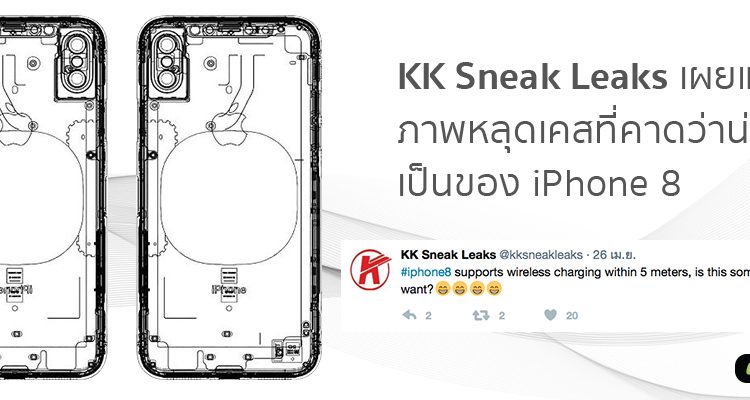 KK Sneak Leaks เผย
ภาพหลุดเคสที่คาดว่าน่
เป็นของ iPhone 8
KK Sneak Leaks @kksneakleaks · 26 เม.ย.
#iphone8 supports wireless charging within 5 meters, is this som
want?😁😁😁😁
2 2 20
iPhone